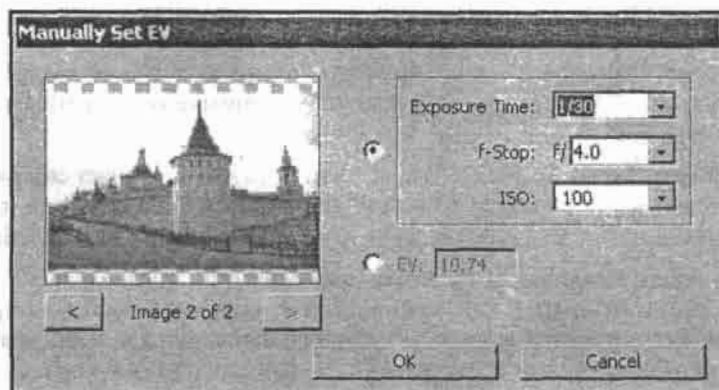 Manually Set EV
Exposure Time: 1/30
f-Stop: f/ 4.0
ISO: 100
EV: 10.74
< Image 2 of 2 >
OK Cancel